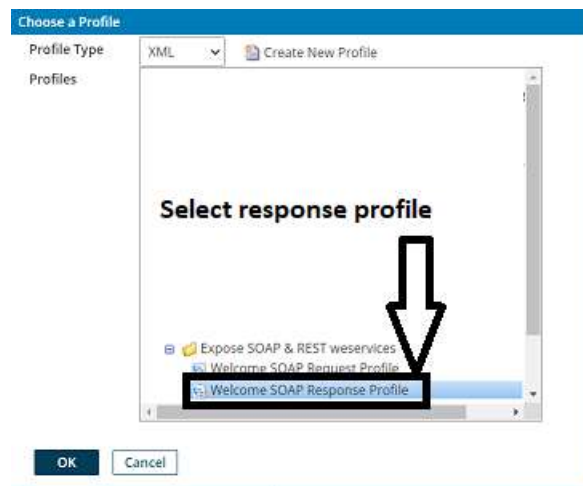 Choose a Profile
Profile Type XML Create New Profile
Profiles
Select response profile
Expose SOAP & REST weservices
Welcome SOAP Request Profile
Welcome SOAP Response Profile
OK Cancel